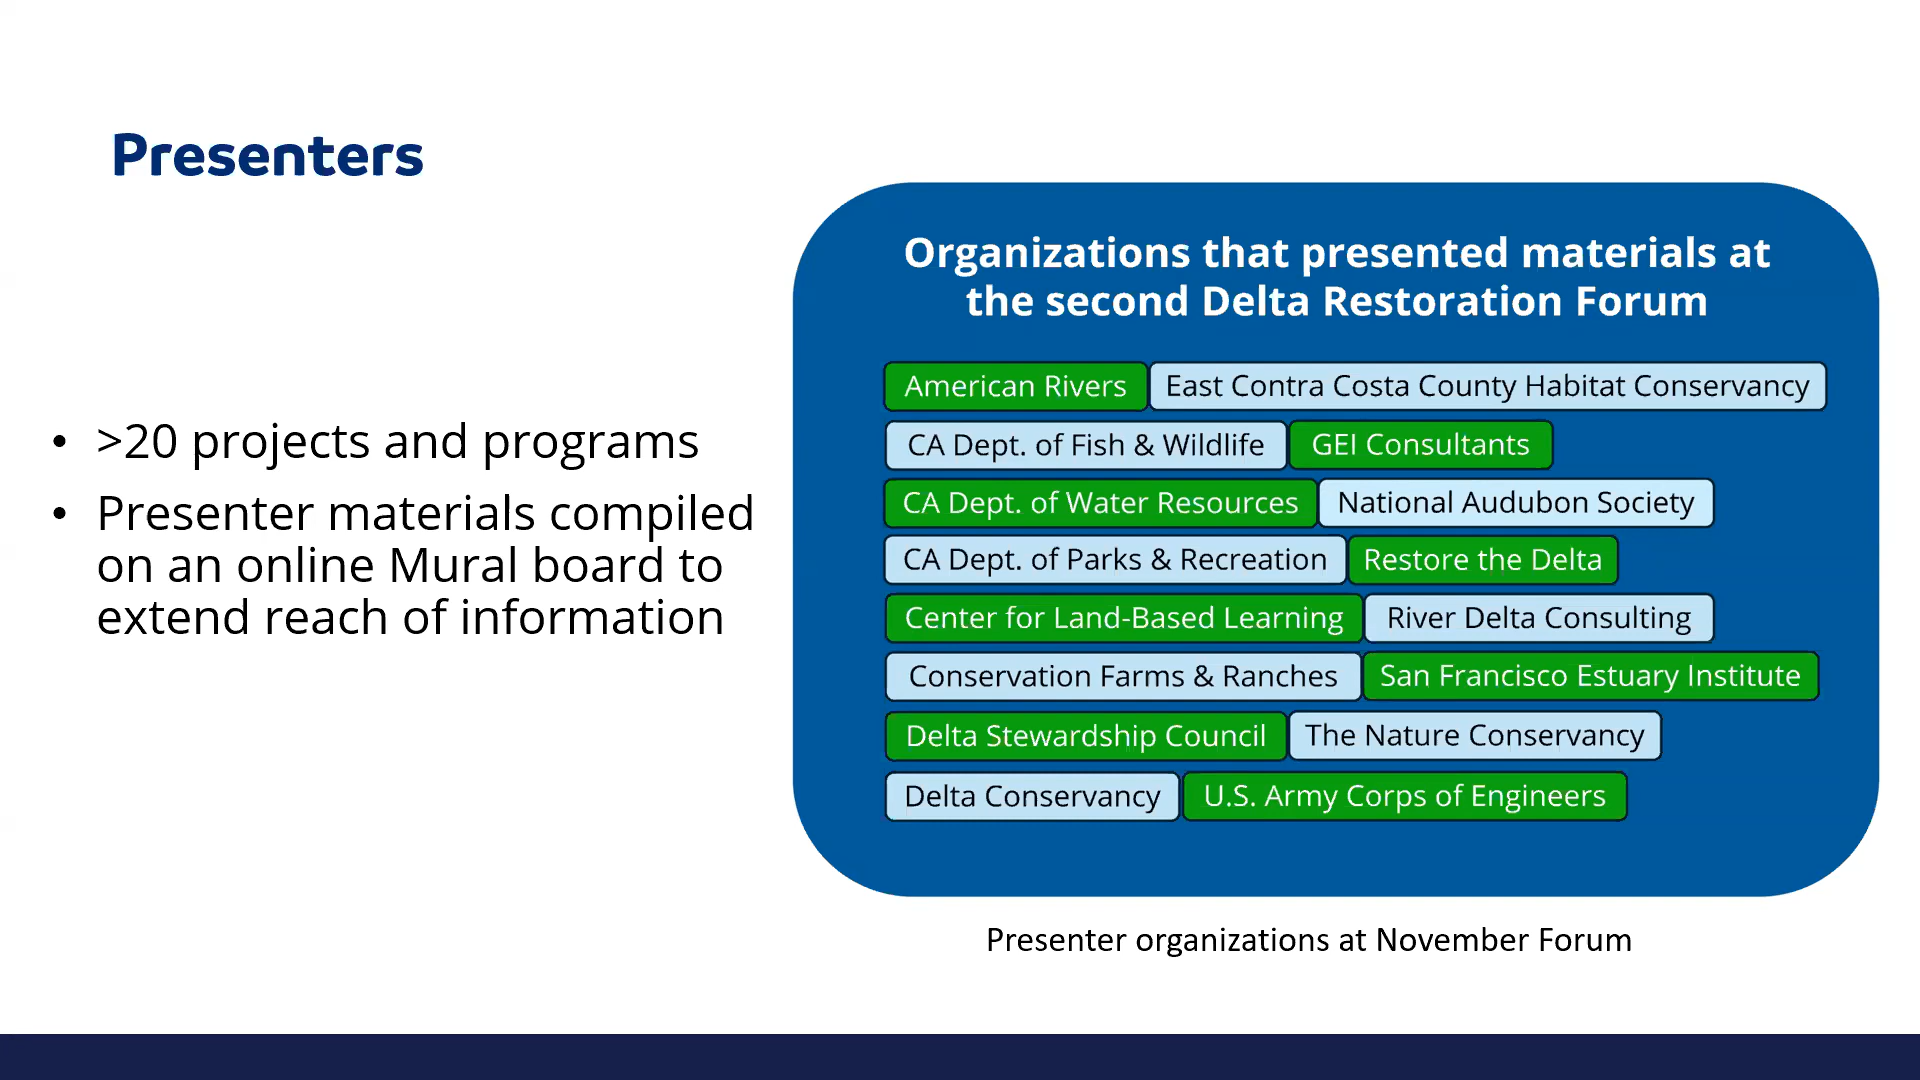 Presenters
• >20 projects and programs
• Presenter materials compiled
on an online Mural board to
extend reach of information
Organizations that presented materials at
the second Delta Restoration Forum
American Rivers East Contra Costa County Habitat Conservancy
CA Dept. of Fish & Wildlife GEI Consultants
CA Dept. of Water Resources National Audubon Society
CA Dept. of Parks & Recreation Restore the Delta
Center for Land-Based Learning River Delta Consulting
Conservation Farms & Ranches San Francisco Estuary Institute
Delta Stewardship Council The Nature Conservancy
Delta Conservancy U.S. Army Corps of Engineers
Presenter organizations at November Forum